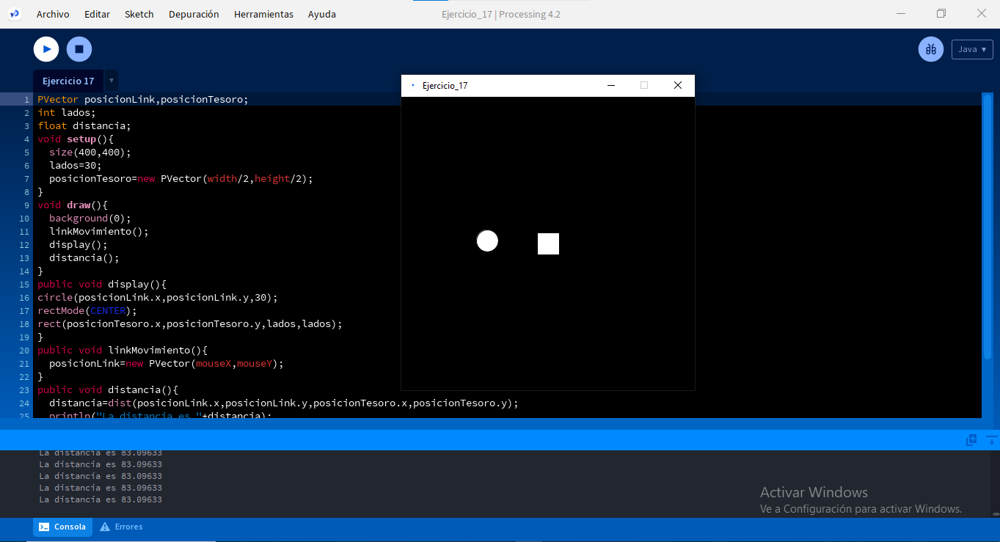 Archivo Editar Sketch Depuración Herramientas Ayuda Ejercicio_17 | Processing 4.2
Java ▾
Ejercicio 17 ▾
Ejercicio_17
1 PVector posicionLink,posicionTesoro;
2 int lados;
3 float distancia;
4 void setup(){
5 size(400,400);
6 lados=30;
7 posicionTesoro=new PVector(width/2,height/2);
8 }
9 void draw(){
10 background(0);
11 linkMovimiento();
12 display();
13 distancia();
14 }
15 public void display(){
16 circle(posicionLink.x,posicionLink.y,30);
17 rectMode(CENTER);
18 rect(posicionTesoro.x,posicionTesoro.y,lados,lados);
19 }
20 public void linkMovimiento(){
21 posicionLink=new PVector(mouseX,mouseY);
22 }
23 public void distancia(){
24 distancia=dist(posicionLink.x,posicionLink.y,posicionTesoro.x,posicionTesoro.y);
25 println("La distancia es "+distancia);
La distancia es 83.09633
La distancia es 83.09633
La distancia es 83.09633
La distancia es 83.09633
La distancia es 83.09633
Activar Windows
Ve a Configuración para activar Windows.
Consola Errores